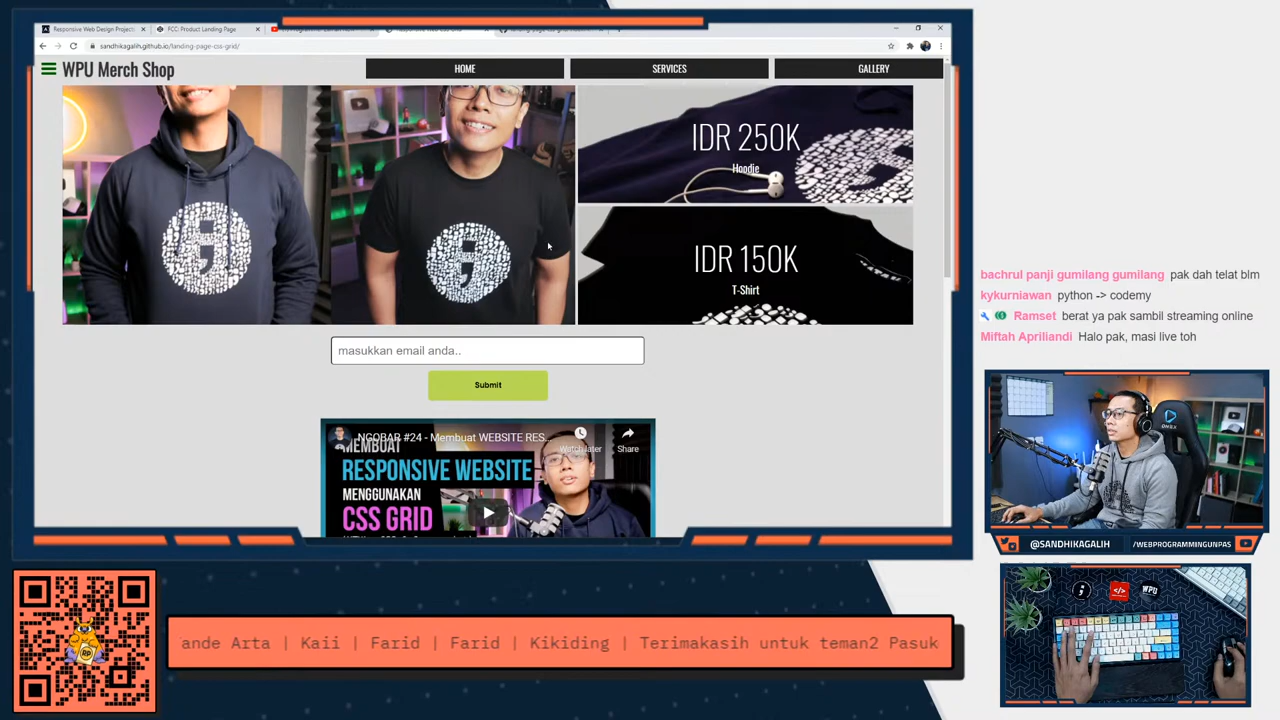 Responsive Web Design Project
FCC: Product Landing Page
sandhikagalih.github.io/landing-page-css-grid/
WPU Merch Shop
HOME
SERVICES
GALLERY
IDR 250K
Hoodie
IDR 150K
T-Shirt
masukkan email anda..
Submit
NGOBAR #24 - Membuat WEBSITE RES...
Watch later
Share
MEMBUAT
RESPONSIVE WEBSITE
MENGGUNAKAN
CSS GRID
bachrul panji gumilang gumilang pak dah telat blm
kykurniawan python -> codemy
Ramset berat ya pak sambil streaming online
Miftah Apriliandi Halo pak, masi live toh
@SANDHIKAGALIH
/WEBPROGRAMMINGUNPAS
WPU
ande Arta | Kaii | Farid | Farid | Kikiding | Terimakasih untuk teman2 Pasuk